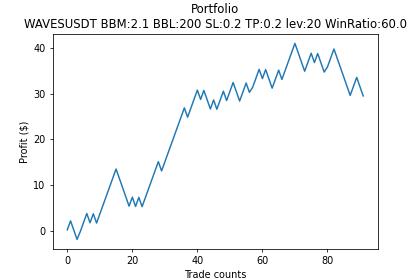 Portfolio
WAVESUSDT BBM:2.1 BBL:200 SL:0.2 TP:0.2 lev:20 WinRatio:60.0
40
30
20
10
0
Profit ($)
0 20 40 60 80
Trade counts